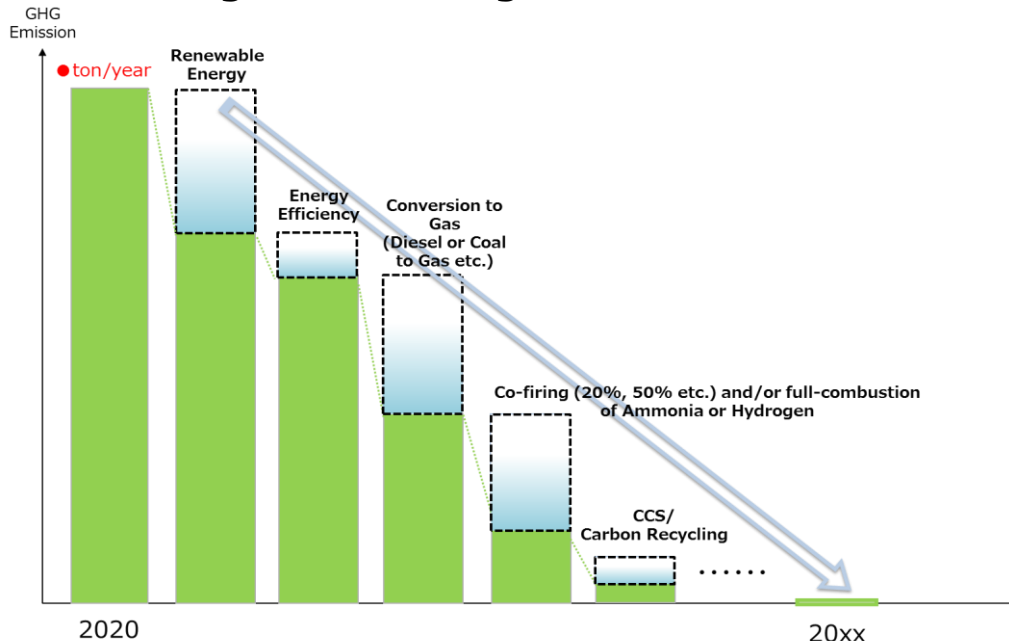 GHG
Emission
● ton/year
Renewable
Energy
Energy
Efficiency
Conversion to
Gas
(Diesel or Coal
to Gas etc.)
Co-firing (20%, 50% etc.) and/or full-combustion
of Ammonia or Hydrogen
CCS/
Carbon Recycling
......
2020
20xx